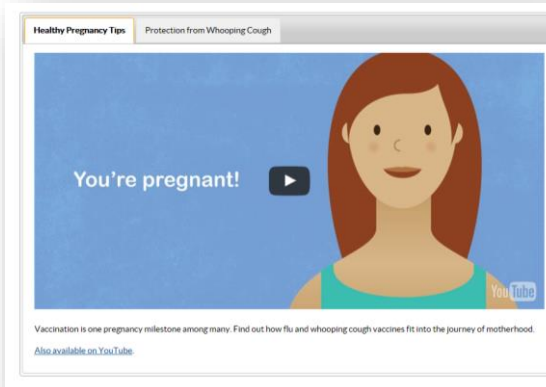 Healthy Pregnancy Tips
Protection from Whooping Cough
You're pregnant!
YouTube
Vaccination is one pregnancy milestone among many. Find out how flu and whooping cough vaccines fit into the journey of motherhood.
Also available on YouTube.